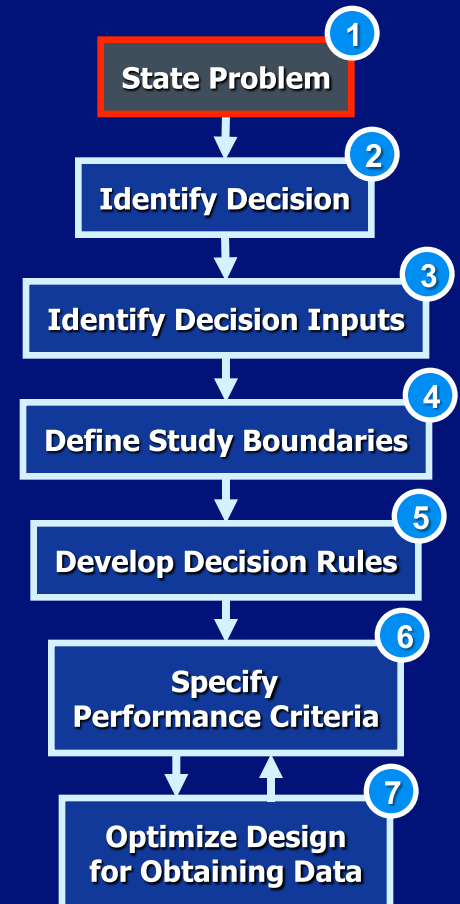 1
State Problem
2
Identify Decision
3
Identify Decision Inputs
4
Define Study Boundaries
5
Develop Decision Rules
6
Specify
Performance Criteria
7
Optimize Design
for Obtaining Data